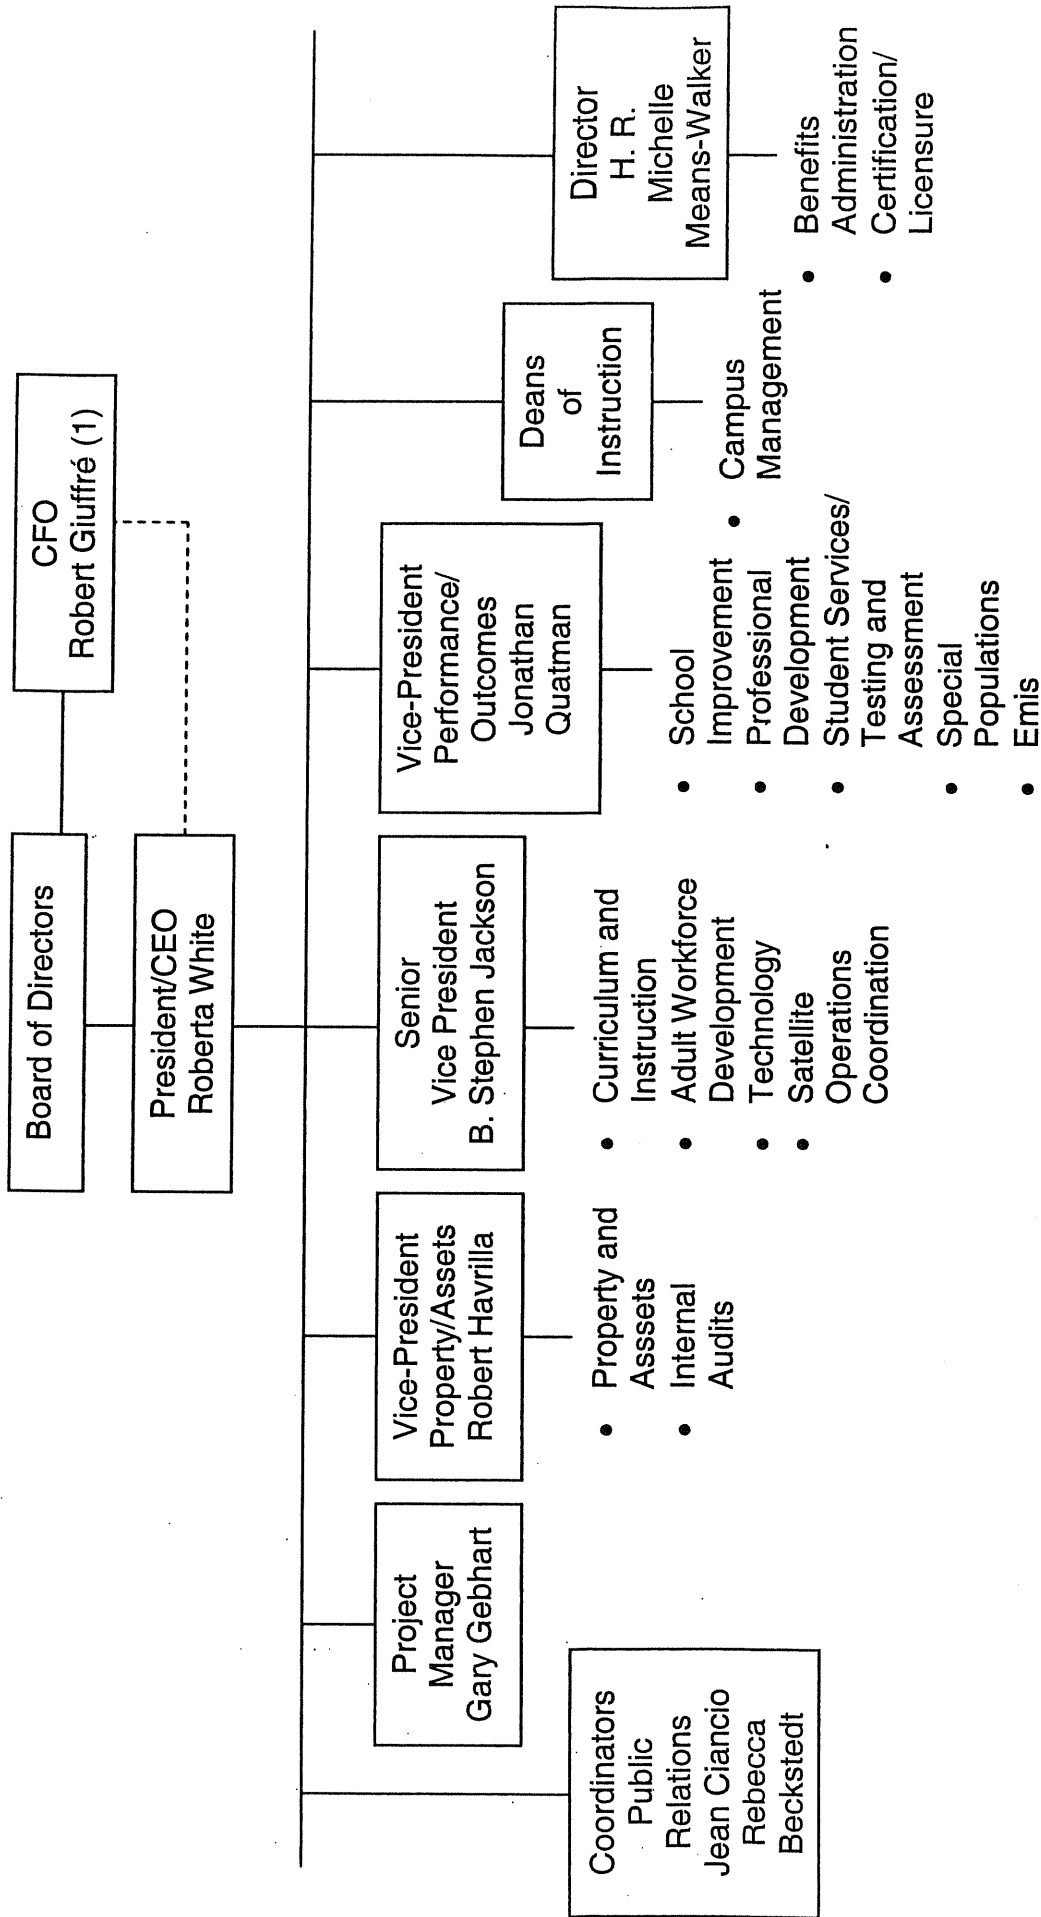 Board of Directors
CFO
Robert Giuffré (1)
President/CEO
Roberta White
Coordinators
Public
Relations
Jean Ciancio
Rebecca
Beckstedt
Project
Manager
Gary Gebhart
Vice-President
Property/Assets
Robert Havrilla
• Property and
Asssets
• Internal
Audits
Senior
Vice President
B. Stephen Jackson
• Curriculum and
Instruction
• Adult Workforce
Development
• Technology
• Satellite
Operations
Coordination
Vice-President
Performance/
Outcomes
Jonathan
Quatman
• School
Improvement
• Professional
Development
• Student Services/
Testing and
Assessment
• Special
Populations
• Emis
Deans
of
Instruction
• Campus
Management
Director
H. R.
Michelle
Means-Walker
• Benefits
Administration
• Certification/
Licensure